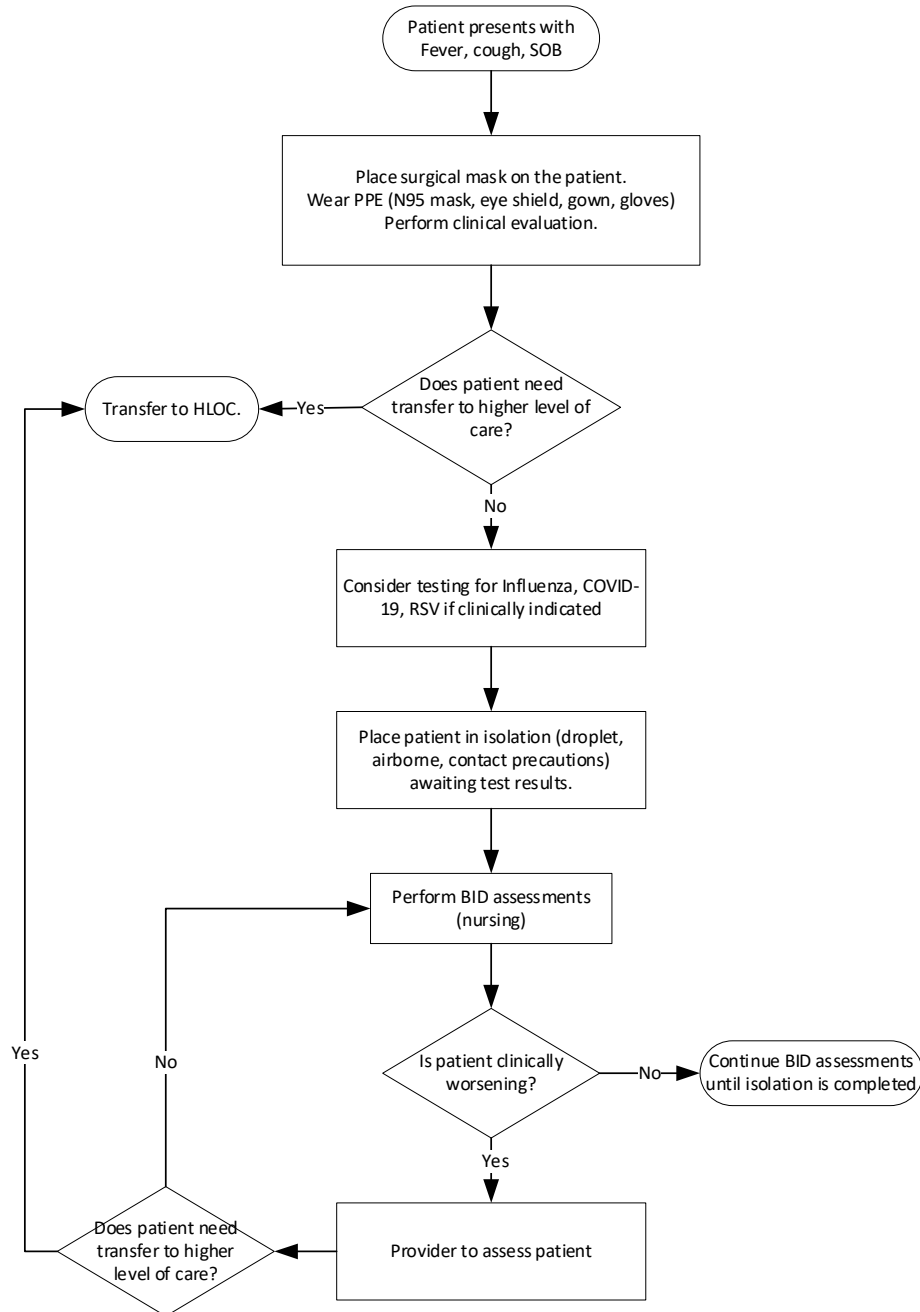 Patient presents with
Fever, cough, SOB
Place surgical mask on the patient.
Wear PPE (N95 mask, eye shield, gown, gloves)
Perform clinical evaluation.
Does patient need
transfer to higher level of
care?
Yes
Transfer to HLOC.
No
Consider testing for Influenza, COVID-
19, RSV if clinically indicated
Place patient in isolation (droplet,
airborne, contact precautions)
awaiting test results.
Perform BID assessments
(nursing)
Is patient clinically
worsening?
No
Continue BID assessments
until isolation is completed
Yes
Provider to assess patient
Does patient need
transfer to higher
level of care?
No
Yes